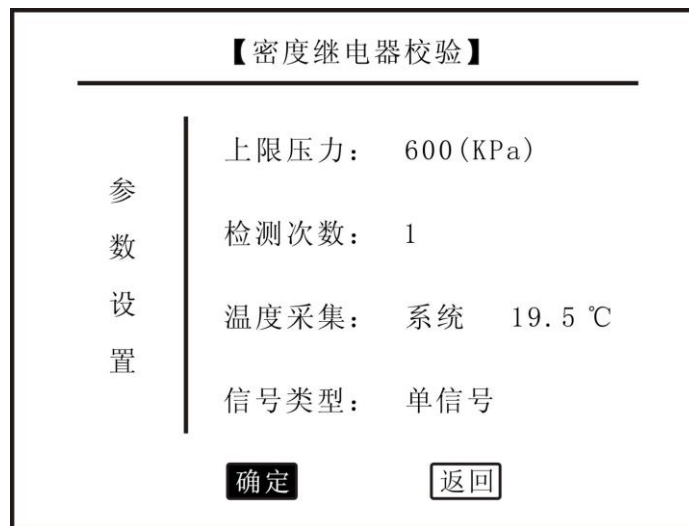 【密度继电器校验】
参数设置
上限压力： 600(KPa)
检测次数： 1
温度采集： 系统 19.5 ℃
信号类型： 单信号
确定 返回